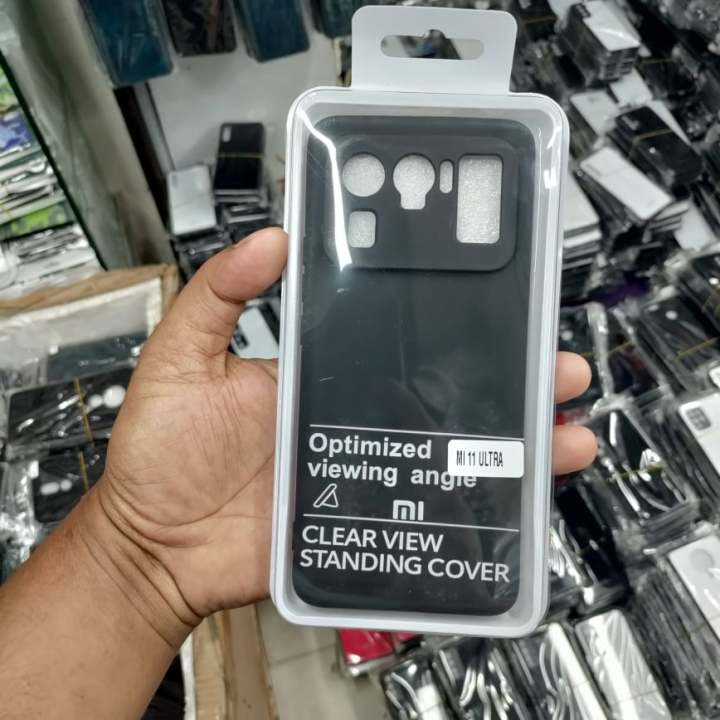 Optimized
viewing angle
MI 11 ULTRA
mi
CLEAR VIEW
STANDING COVER